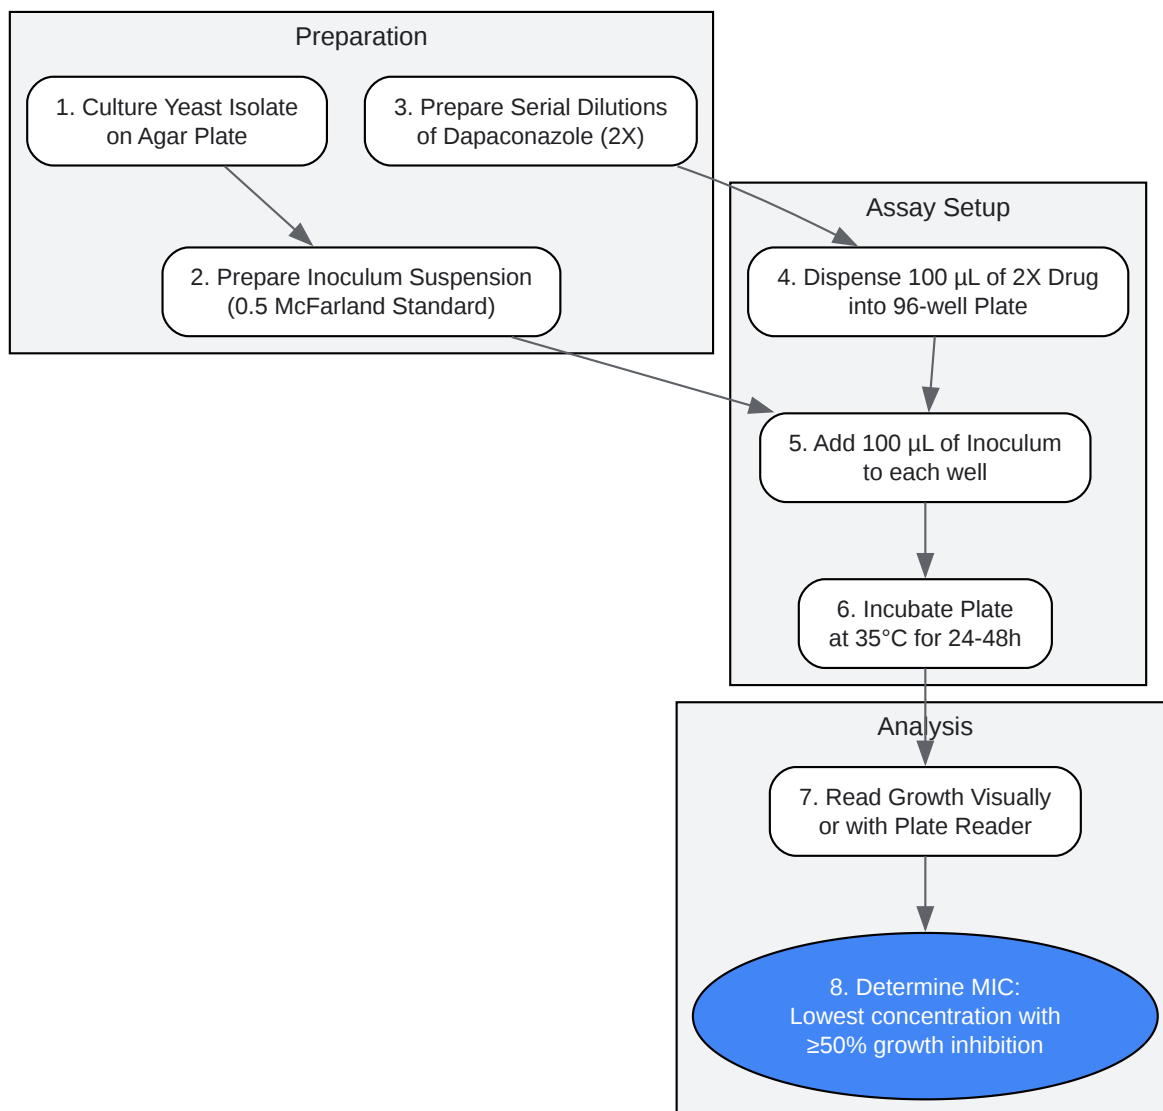 Preparation
1. Culture Yeast Isolate
on Agar Plate
3. Prepare Serial Dilutions
of Dapaconazole (2X)
2. Prepare Inoculum Suspension
(0.5 McFarland Standard)
Assay Setup
4. Dispense 100 µL of 2X Drug
into 96-well Plate
5. Add 100 µL of Inoculum
to each well
6. Incubate Plate
at 35°C for 24-48h
Analysis
7. Read Growth Visually
or with Plate Reader
8. Determine MIC:
Lowest concentration with
≥50% growth inhibition